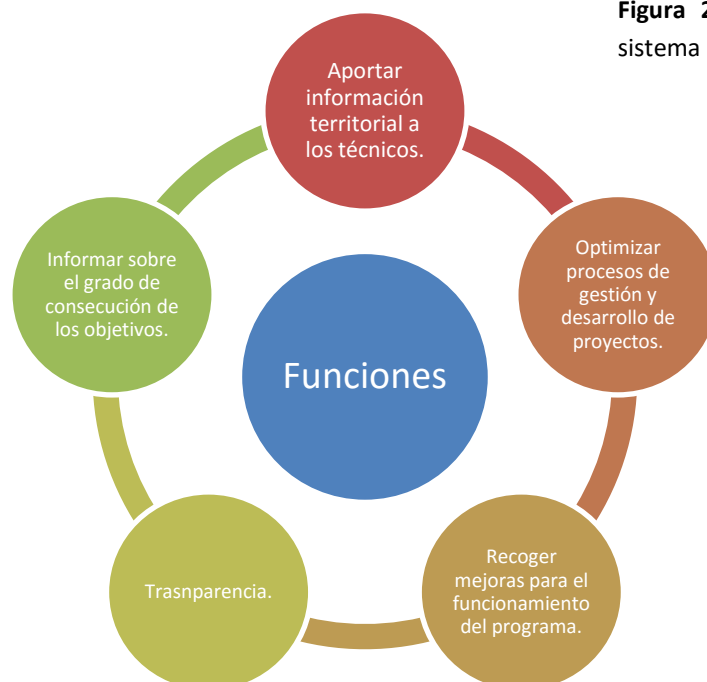 Figura 2
sistema
Aportar
información
territorial a
los técnicos.
Optimizar
procesos de
gestión y
desarrollo de
proyectos.
Recoger
mejoras para el
funcionamiento
del programa.
Trasnparencia.
Informar sobre
el grado de
consecución de
los objetivos.
Funciones